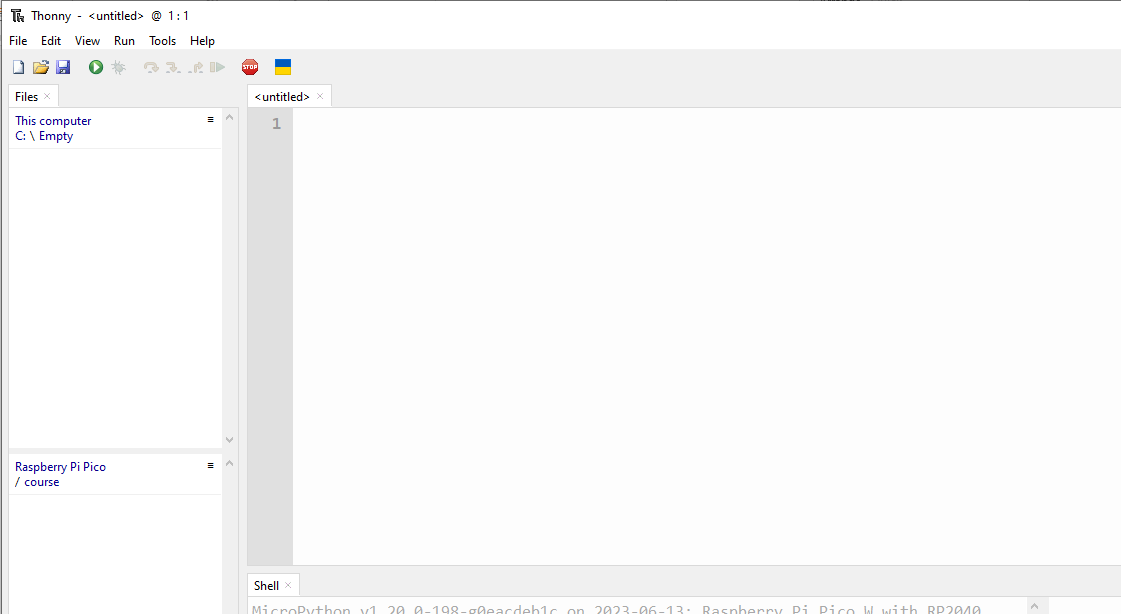 Thonny - <untitled> @ 1:1
File Edit View Run Tools Help
STOP
Files
<untitled>
This computer
C: \ Empty
1
Raspberry Pi Pico
/ course
Shell
MicroPython v1.20.0-198-g0eacdeb1c on 2023-06-13; Raspberry Pi Pico W with RP2040